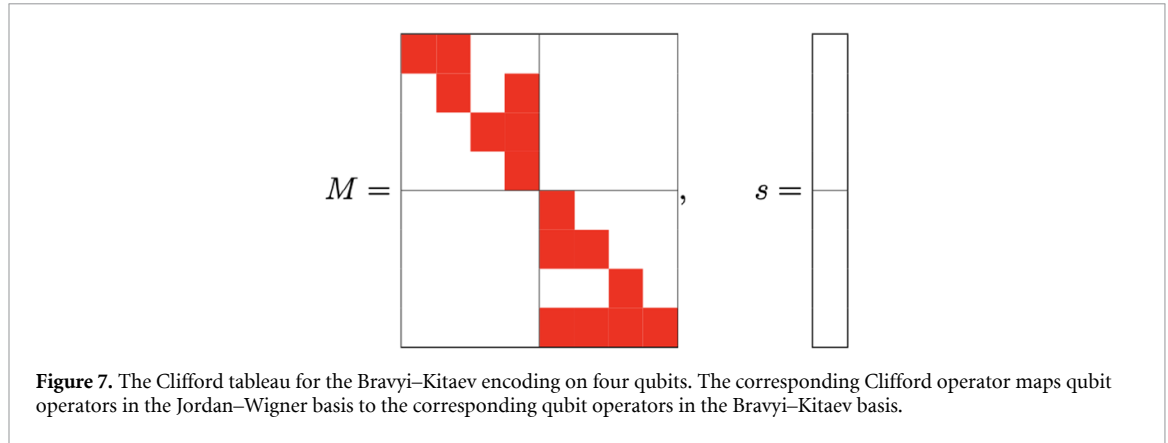 M = , s =
Figure 7. The Clifford tableau for the Bravyi–Kitaev encoding on four qubits. The corresponding Clifford operator maps qubit
operators in the Jordan–Wigner basis to the corresponding qubit operators in the Bravyi–Kitaev basis.